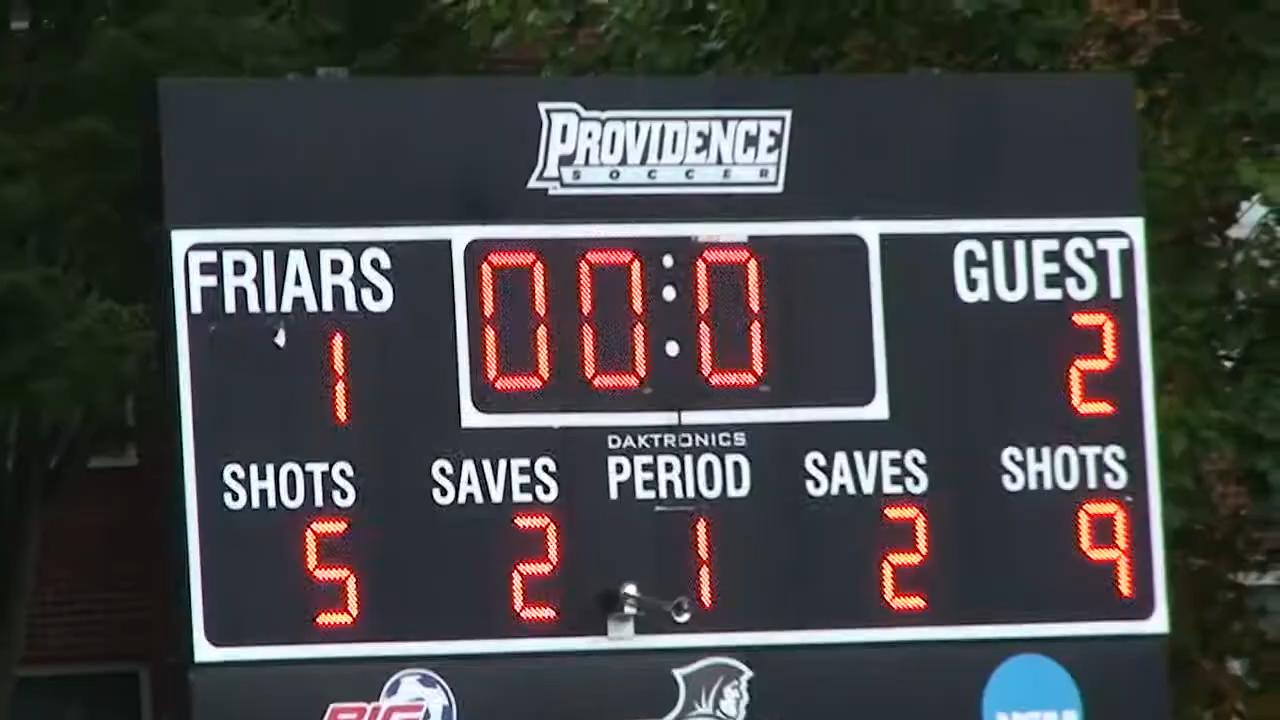 PROVIDENCE
SOCCER
FRIARS 00:0 GUEST
1 2
DAKTRONICS
SHOTS SAVES PERIOD SAVES SHOTS
5 2 1 2 9
BIG